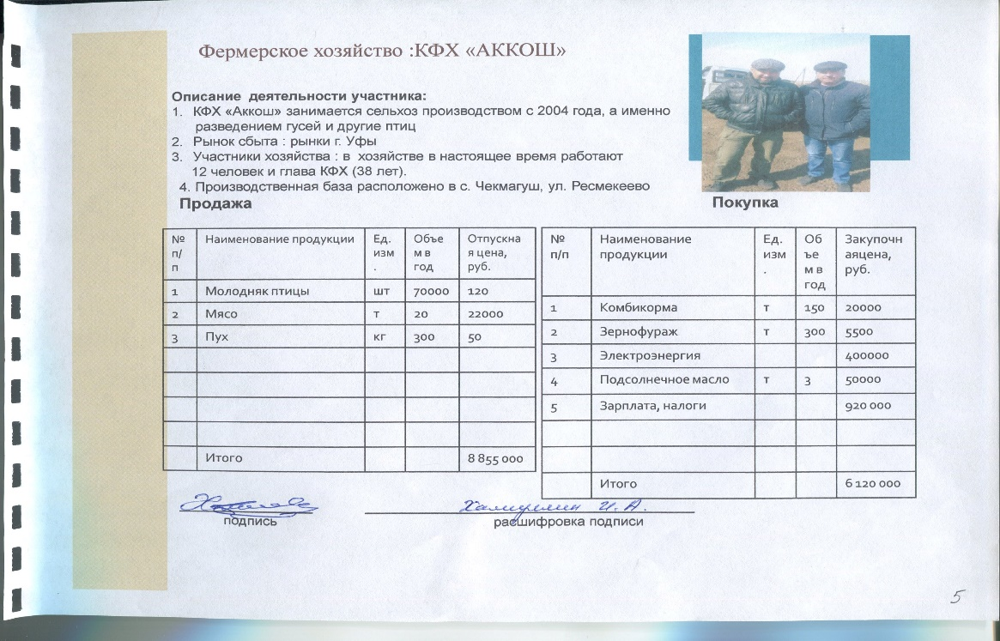 Фермерское хозяйство :КФХ «АККОШ»
Описание деятельности участника:
1. КФХ «Аккош» занимается сельхоз производством с 2004 года, а именно
разведением гусей и другие птиц
2. Рынок сбыта : рынки г. Уфы
3. Участники хозяйства : в хозяйстве в настоящее время работают
12 человек и глава КФХ (38 лет).
4. Производственная база расположено в с. Чекмагуш, ул. Ресмекеево
Продажа
№ п/п Наименование продукции Ед. изм. Объем в год Отпускная цена, руб.
1 Молодняк птицы шт 70000 120
2 Мясо т 20 22000
3 Пух кг 300 50
Итого 8 855 000
Покупка
№ п/п Наименование продукции Ед. изм. Объем в год Закупочнаяцена, руб.
1 Комбикорма т 150 20000
2 Зернофураж т 300 5500
3 Электроэнергия 400000
4 Подсолнечное масло т 3 50000
5 Зарплата, налоги 920 000
Итого 6 120 000
И. А.
подпись
расшифровка подписи
5